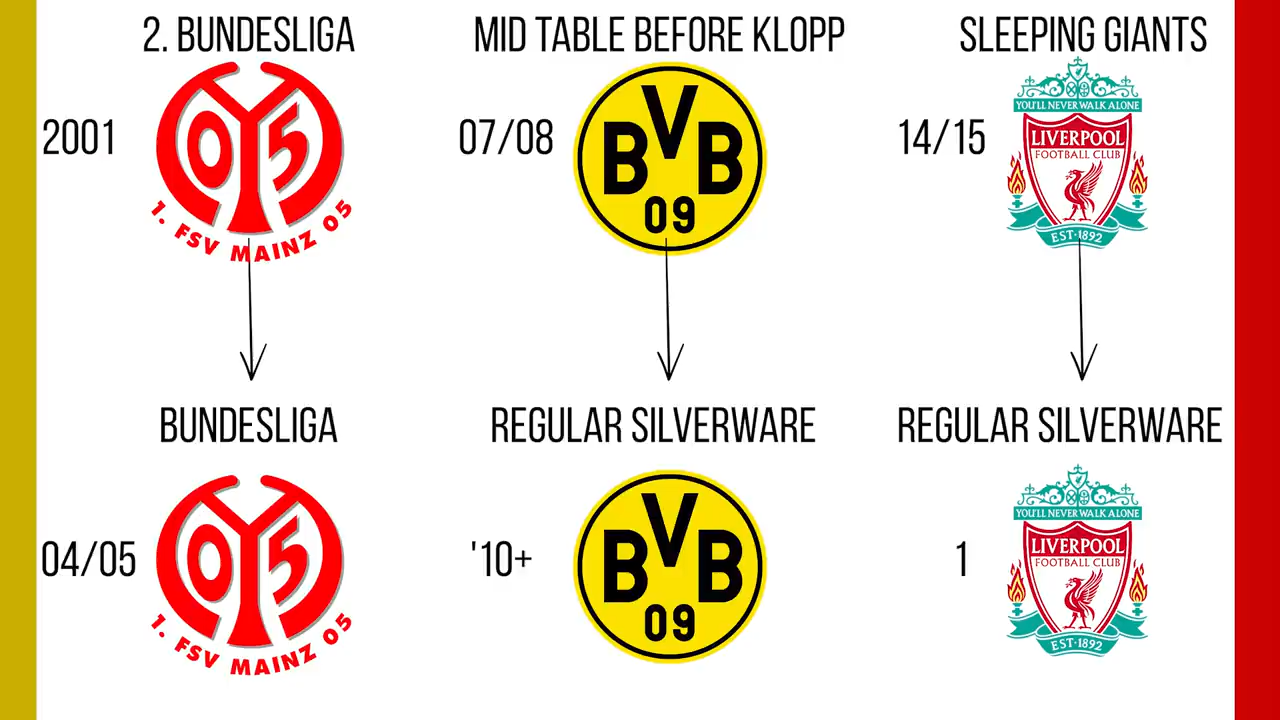 2. BUNDESLIGA
MID TABLE BEFORE KLOPP
SLEEPING GIANTS
2001
05
1. FSV MAINZ 05
07/08
BVB
09
14/15
YOU'LL NEVER WALK ALONE
LIVERPOOL
FOOTBALL CLUB
EST·1892
BUNDESLIGA
REGULAR SILVERWARE
REGULAR SILVERWARE
04/05
05
1. FSV MAINZ 05
'10+
BVB
09
1
YOU'LL NEVER WALK ALONE
LIVERPOOL
FOOTBALL CLUB
EST·1892